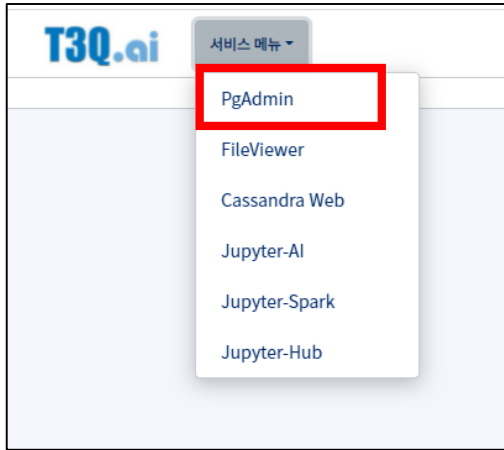 T3Q.ai
서비스 메뉴
PgAdmin
FileViewer
Cassandra Web
Jupyter-AI
Jupyter-Spark
Jupyter-Hub